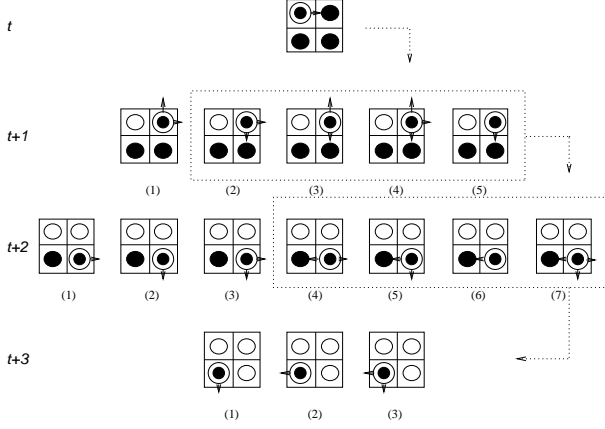 t
t+1
(1) (2) (3) (4) (5)
t+2
(1) (2) (3) (4) (5) (6) (7)
t+3
(1) (2) (3)